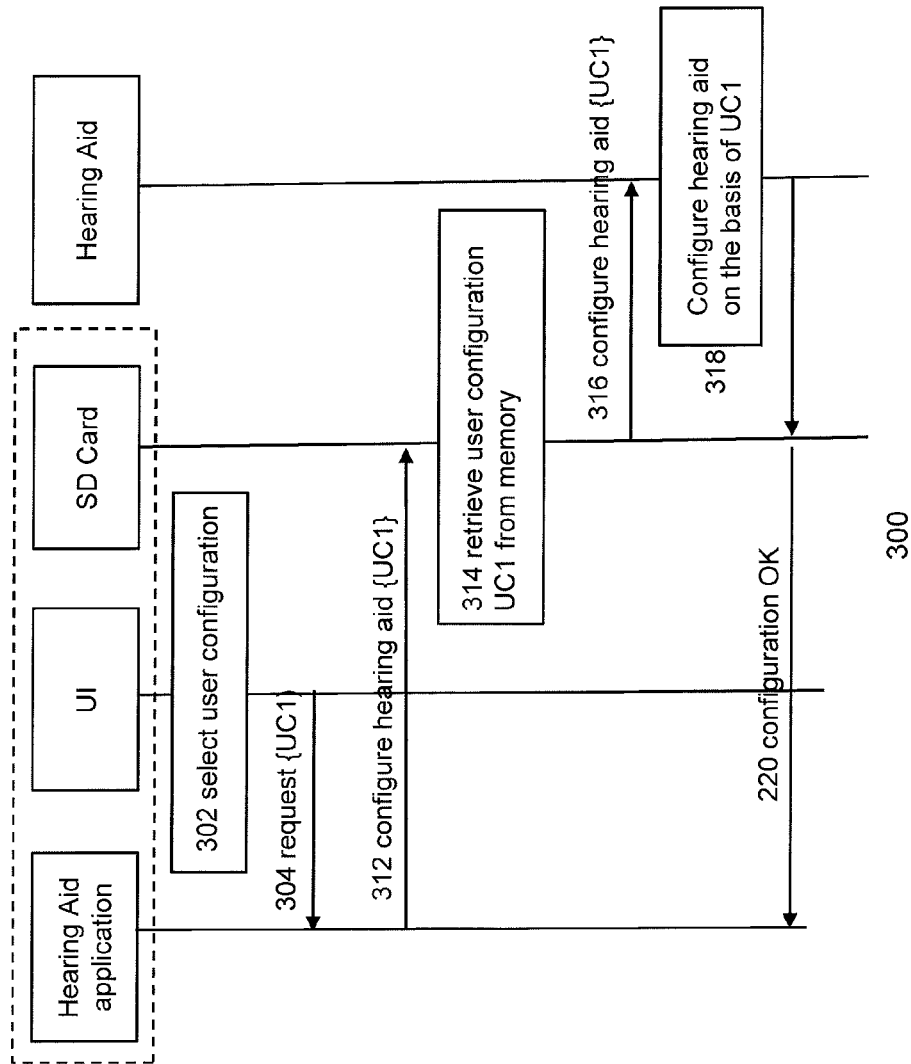 Hearing Aid
application
UI
SD Card
Hearing Aid
302 select user configuration
304 request {UC1}
312 configure hearing aid {UC1}
314 retrieve user configuration
UC1 from memory
316 configure hearing aid {UC1}
Configure hearing aid
on the basis of UC1
318
220 configuration OK
300